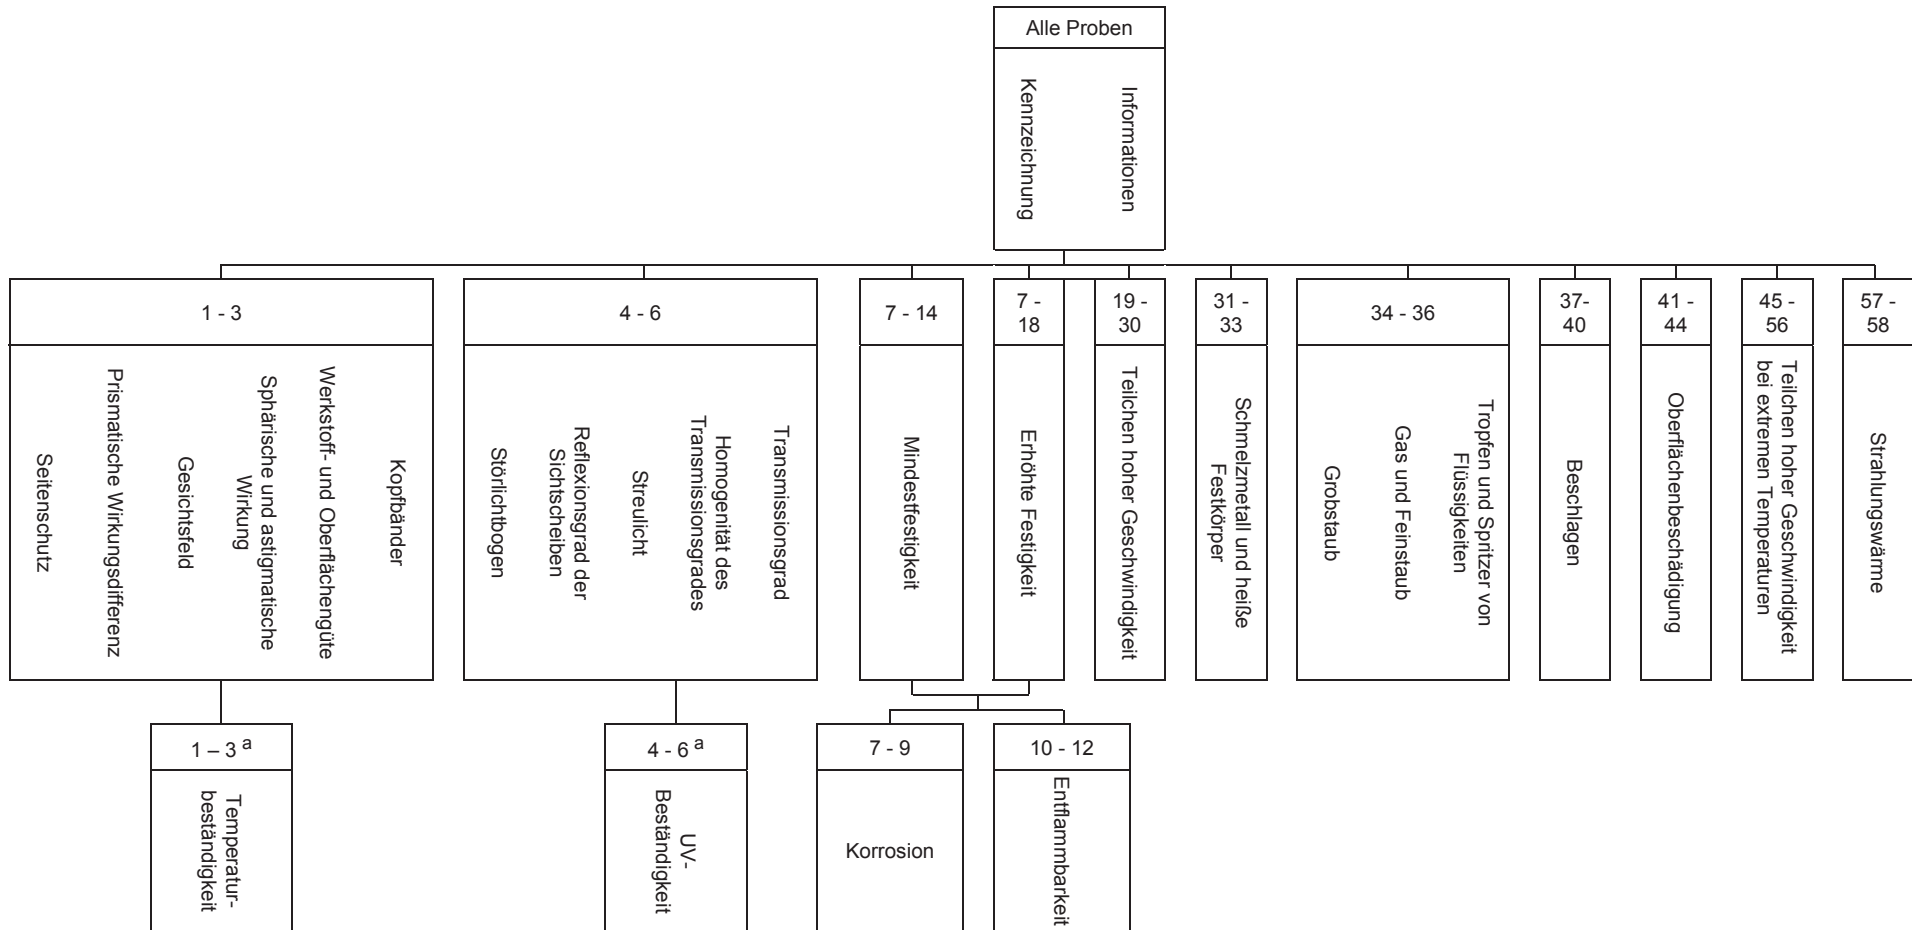 Alle Proben
Informationen
Kennzeichnung
1 - 3
Kopfbänder
Werkstoff- und Oberflächengüte
Sphärische und astigmatische
Wirkung
Gesichtsfeld
Prismatische Wirkungsdifferenz
Seitenschutz
4 - 6
Transmissionsgrad
Homogenität des
Transmissionsgrades
Streulicht
Reflexionsgrad der
Sichtscheiben
Störlichtbogen
7 - 14
Mindestfestigkeit
7 -
18
Erhöhte Festigkeit
19 -
30
Teilchen hoher Geschwindigkeit
31 -
33
Schmelzmetall und heiße
Festkörper
34 - 36
Tropfen und Spritzer von
Flüssigkeiten
Gas und Feinstaub
Grobstaub
37-
40
Beschlagen
41 -
44
Oberflächenbeschädigung
45 -
56
Teilchen hoher Geschwindigkeit
bei extremen Temperaturen
57 -
58
Strahlungswärme
1 – 3 a
Temperatur-
beständigkeit
4 - 6 a
UV-
Beständigkeit
7 - 9
Korrosion
10 - 12
Entflammbarkeit